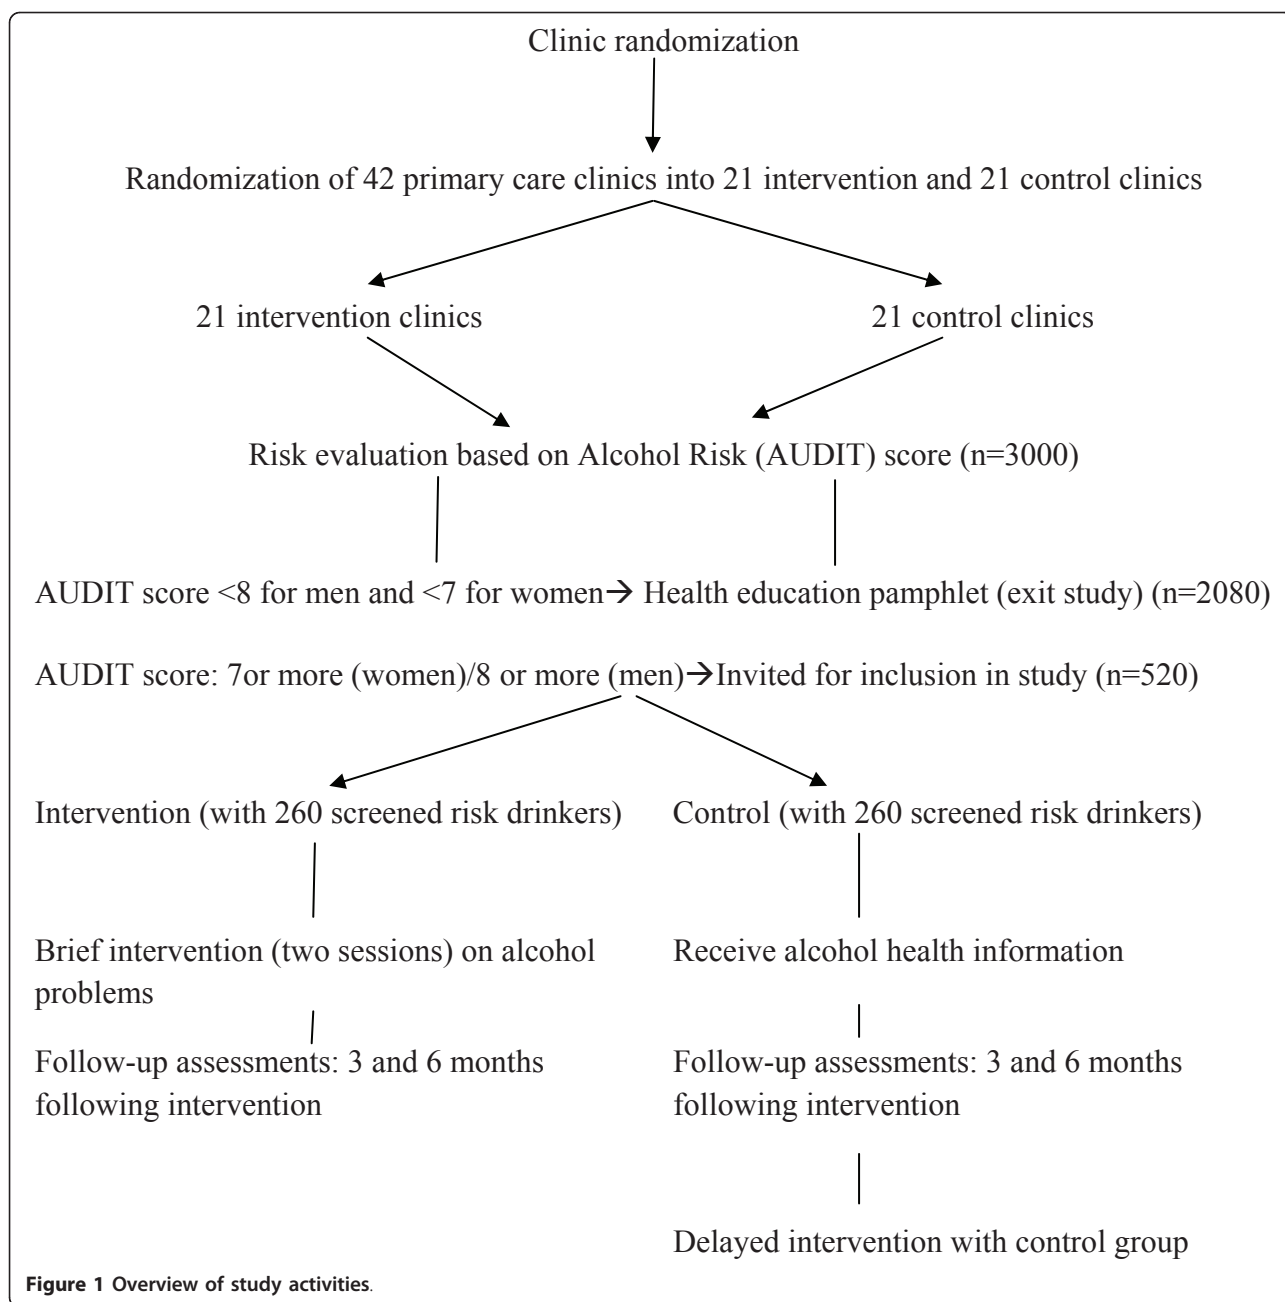 Clinic randomization
Randomization of 42 primary care clinics into 21 intervention and 21 control clinics
21 intervention clinics
21 control clinics
Risk evaluation based on Alcohol Risk (AUDIT) score (n=3000)
AUDIT score <8 for men and <7 for women→ Health education pamphlet (exit study) (n=2080)
AUDIT score: 7or more (women)/8 or more (men)→Invited for inclusion in study (n=520)
Intervention (with 260 screened risk drinkers)
Control (with 260 screened risk drinkers)
Brief intervention (two sessions) on alcohol
problems
Receive alcohol health information
Follow-up assessments: 3 and 6 months
following intervention
Follow-up assessments: 3 and 6 months
following intervention
Delayed intervention with control group
Figure 1 Overview of study activities.